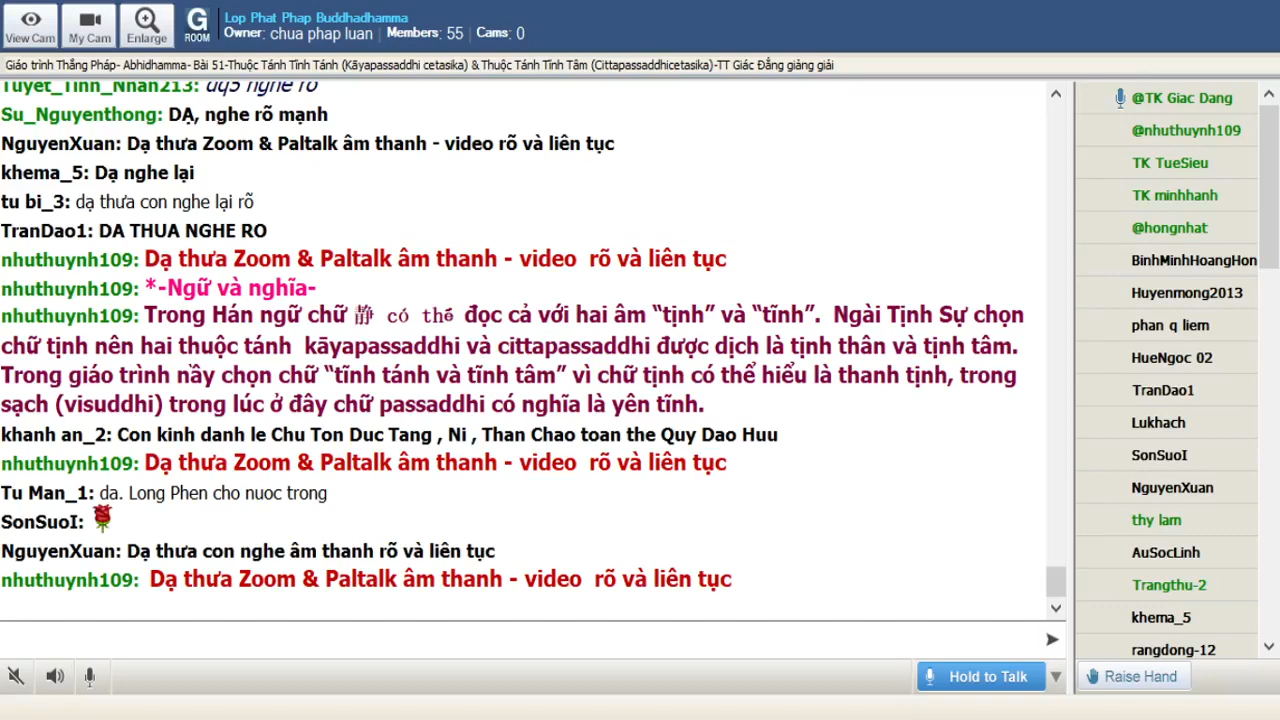 View Cam
My Cam
Enlarge
G
ROOM
Lop Phat Phap Buddhadhamma
Owner: chua phap luan | Members: 55 | Cams: 0
Giáo trình Thắng Pháp- Abhidhamma- Bài 51-Thuộc Tánh Tĩnh Tánh (Kāyapassaddhi cetasika) & Thuộc Tánh Tĩnh Tâm (Cittapassaddhicetasika)-TT Giác Đẳng giảng giải
Tuyet_Tinh_Nhan213: dq5 nghe ro
Su_Nguyenthong: DẠ, nghe rõ mạnh
NguyenXuan: Dạ thưa Zoom & Paltalk âm thanh - video rõ và liên tục
khema_5: Dạ nghe lại
tu bi_3: dạ thưa con nghe lại rõ
TranDao1: DA THUA NGHE RO
nhuthuynh109: Dạ thưa Zoom & Paltalk âm thanh - video rõ và liên tục
nhuthuynh109: *-Ngữ và nghĩa-
nhuthuynh109: Trong Hán ngữ chữ 静 có thể đọc cả với hai âm “tịnh” và “tĩnh”. Ngài Tịnh Sự chọn
chữ tịnh nên hai thuộc tánh kāyapassaddhi và cittapassaddhi được dịch là tịnh thân và tịnh tâm.
Trong giáo trình nầy chọn chữ “tĩnh tánh và tĩnh tâm” vì chữ tịnh có thể hiểu là thanh tịnh, trong
sạch (visuddhi) trong lúc ở đây chữ passaddhi có nghĩa là yên tĩnh.
khanh an_2: Con kinh danh le Chu Ton Duc Tang , Ni , Than Chao toan the Quy Dao Huu
nhuthuynh109: Dạ thưa Zoom & Paltalk âm thanh - video rõ và liên tục
Tu Man_1: da. Long Phen cho nuoc trong
SonSuoI:
NguyenXuan: Dạ thưa con nghe âm thanh rõ và liên tục
nhuthuynh109: Dạ thưa Zoom & Paltalk âm thanh - video rõ và liên tục
Hold to Talk
@TK Giac Dang
@nhuthuynh109
TK TueSieu
TK minhhanh
@hongnhat
BinhMinhHoangHon
Huyenmong2013
phan q liem
HueNgoc 02
TranDao1
Lukhach
SonSuoI
NguyenXuan
thy lam
AuSocLinh
Trangthu-2
khema_5
rangdong-12
Raise Hand